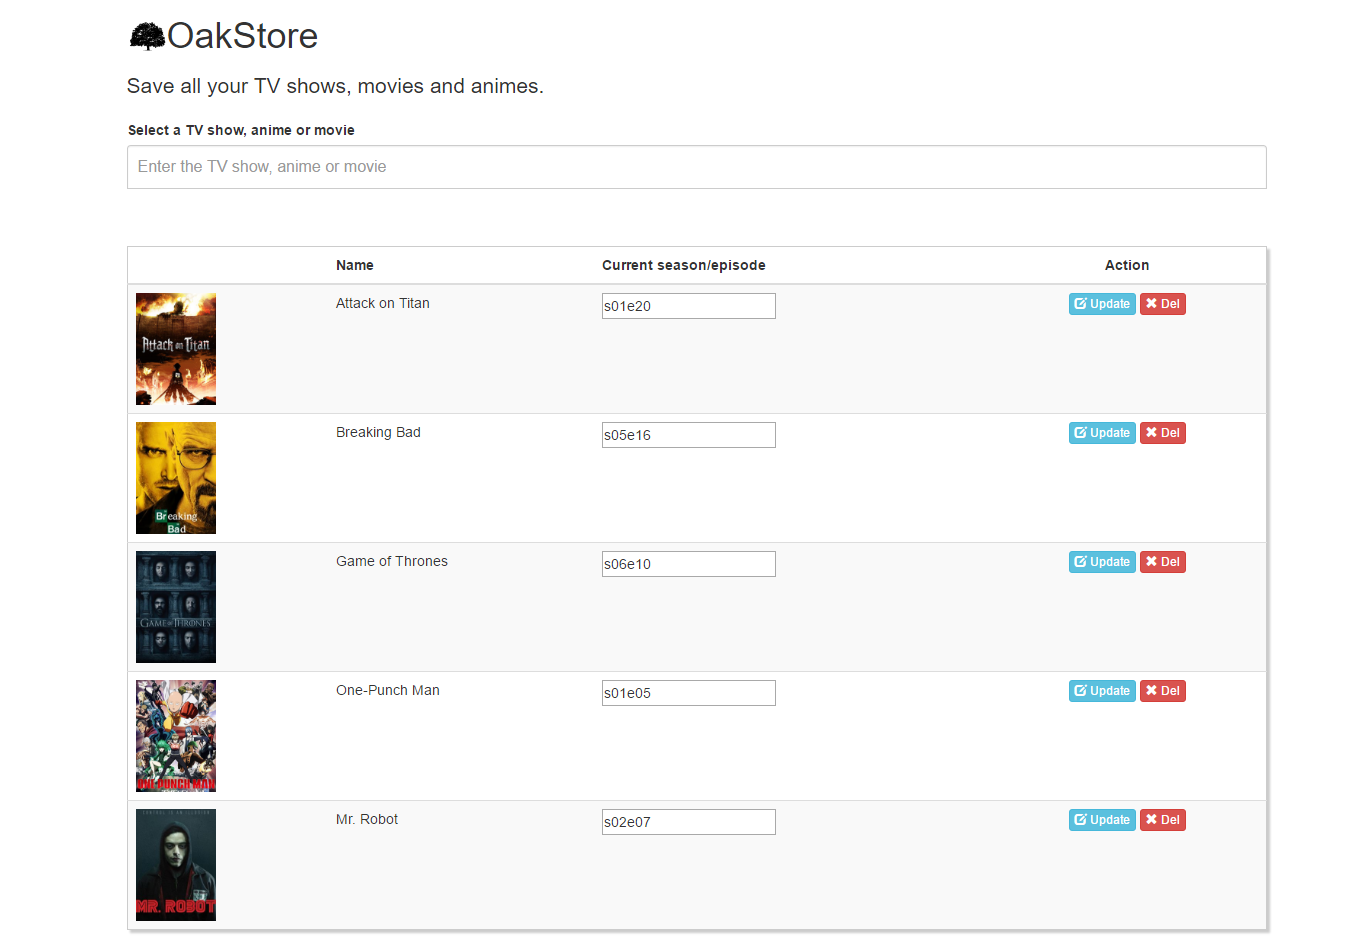 OakStore
Save all your TV shows, movies and animes.
Select a TV show, anime or movie
Enter the TV show, anime or movie
Name Current season/episode Action
Attack on Titan s01e20 Update Del
Attack on Titan
Breaking Bad s05e16 Update Del
Breaking
Bad
Game of Thrones s06e10 Update Del
GAME OF THRONES
One-Punch Man s01e05 Update Del
ONE-PUNCH MAN
Mr. Robot s02e07 Update Del
MR. ROBOT